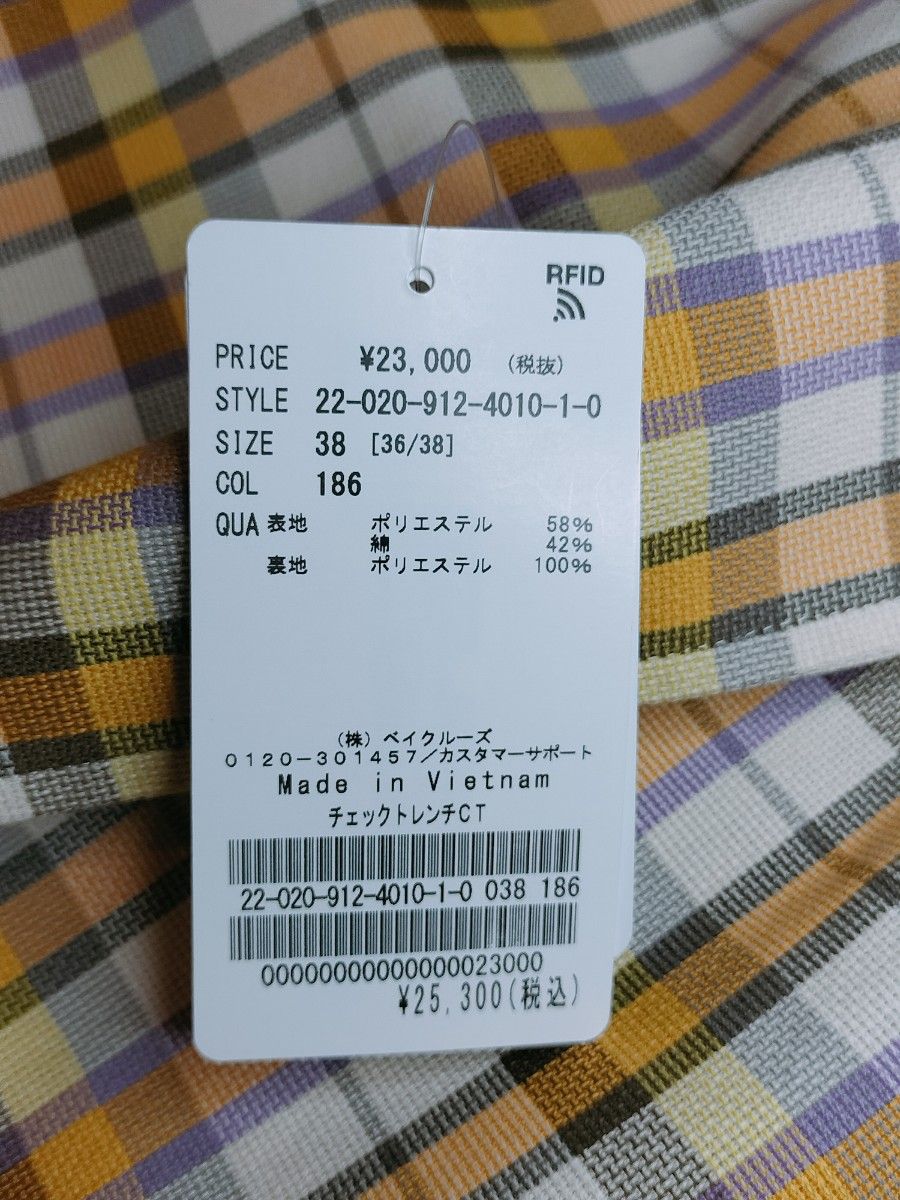 RFID
PRICE ¥23,000 (税抜)
STYLE 22-020-912-4010-1-0
SIZE 38 [36/38]
COL 186
QUA 表地 ポリエステル 58%
綿 42%
裏地 ポリエステル 100%
(株) ベイクルーズ
0120-301457/カスタマーサポート
Made in Vietnam
チェックトレンチCT
22-020-912-4010-1-0 038 186
00000000000000023000
¥25,300(税込)